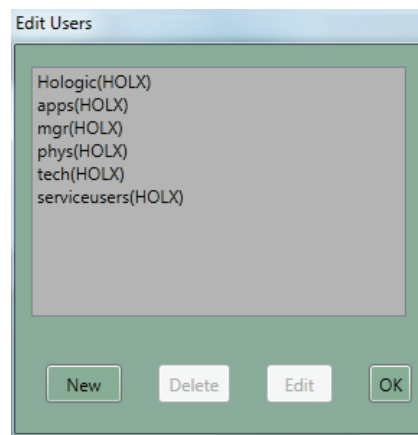 Edit Users
Hologic(HOLX)
apps(HOLX)
mgr(HOLX)
phys(HOLX)
tech(HOLX)
serviceusers(HOLX)
New Delete Edit OK